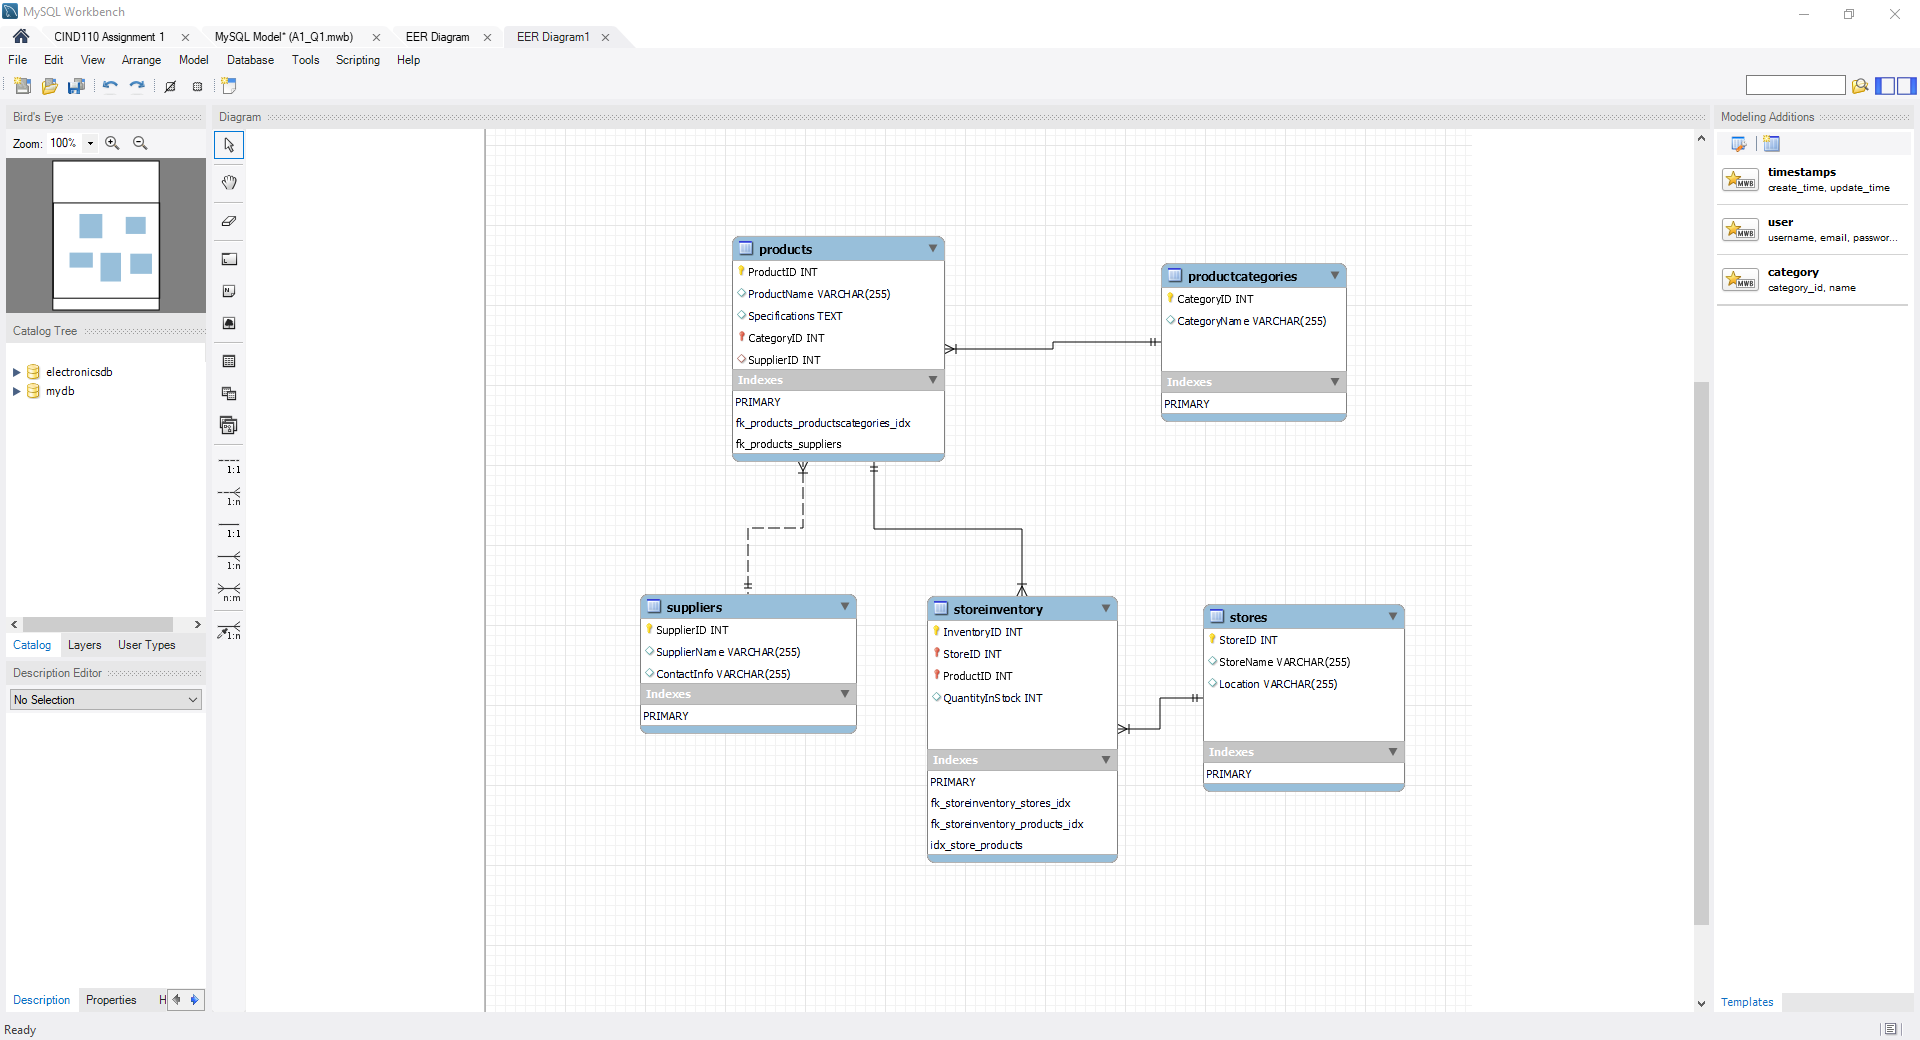 MySQL Workbench
CIND110 Assignment 1
MySQL Model* (A1_Q1.mwb)
EER Diagram
EER Diagram1
File Edit View Arrange Model Database Tools Scripting Help
Bird's Eye
Zoom: 100%
Catalog Tree
electronicsdb
mydb
Catalog Layers User Types
Description Editor
No Selection
Description Properties H
Ready
Diagram
1:1
1:n
1:1
1:n
n:m
1:n
products
ProductID INT
ProductName VARCHAR(255)
Specifications TEXT
CategoryID INT
SupplierID INT
Indexes
PRIMARY
fk_products_productscategories_idx
fk_products_suppliers
productcategories
CategoryID INT
CategoryName VARCHAR(255)
Indexes
PRIMARY
suppliers
SupplierID INT
SupplierName VARCHAR(255)
ContactInfo VARCHAR(255)
Indexes
PRIMARY
storeinventory
InventoryID INT
StoreID INT
ProductID INT
QuantityInStock INT
Indexes
PRIMARY
fk_storeinventory_stores_idx
fk_storeinventory_products_idx
idx_store_products
stores
StoreID INT
StoreName VARCHAR(255)
Location VARCHAR(255)
Indexes
PRIMARY
Modeling Additions
MWB
timestamps
create_time, update_time
MWB
user
username, email, passwor...
MWB
category
category_id, name
Templates